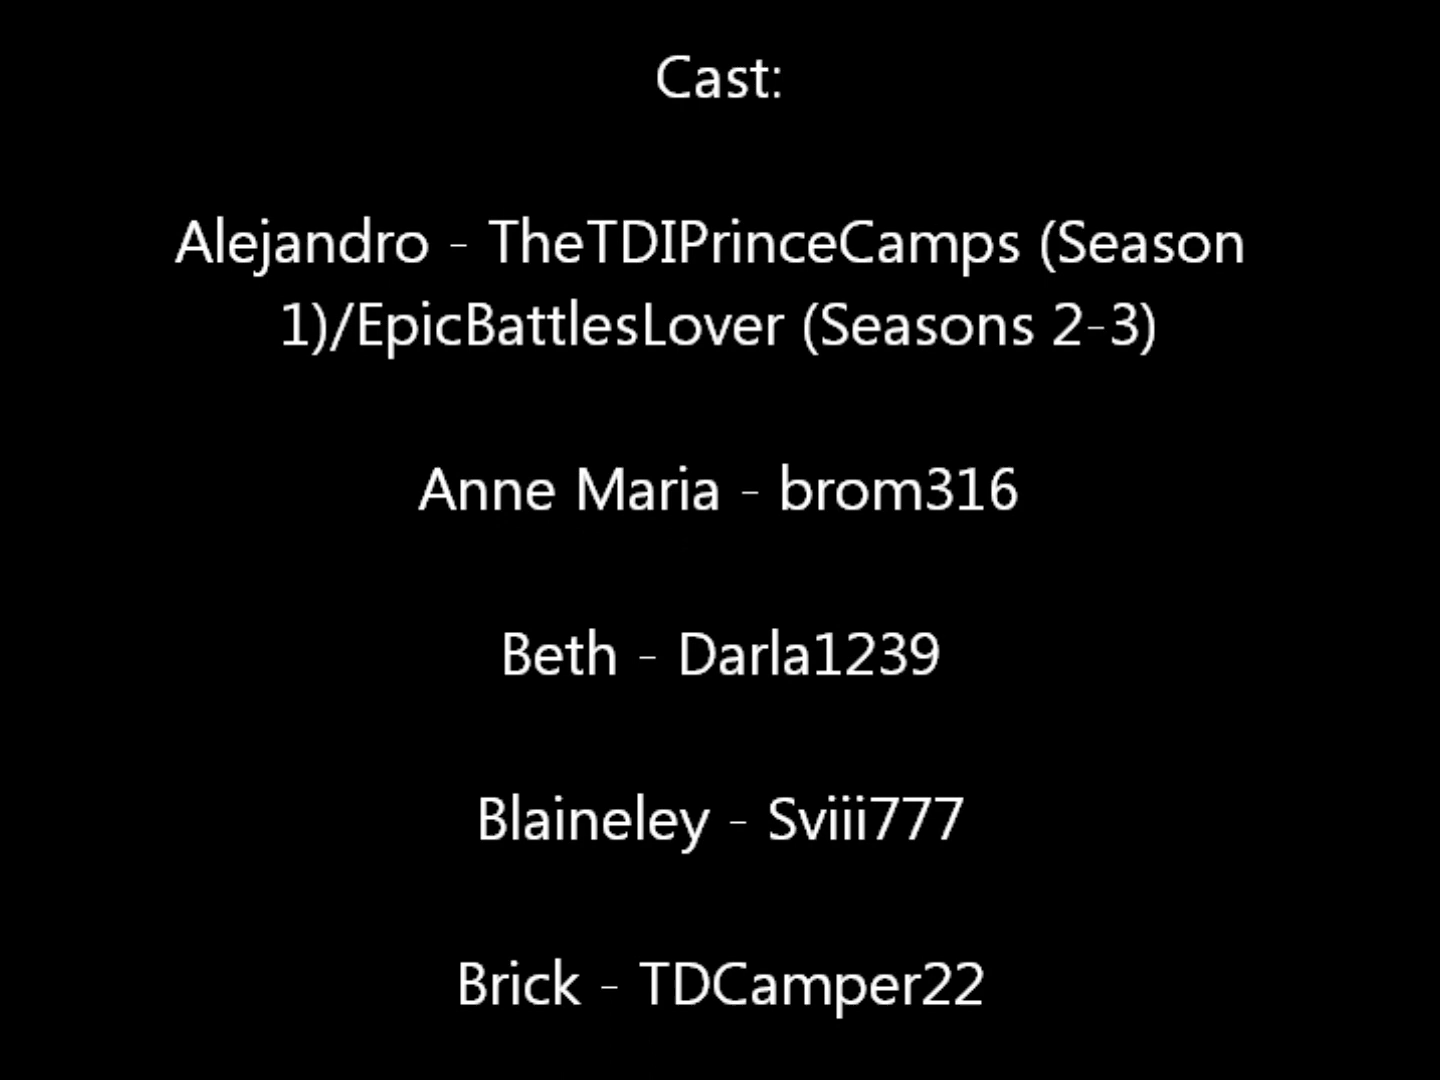 Cast:
Alejandro - TheTDIPrinceCamps (Season
1)/EpicBattlesLover (Seasons 2-3)
Anne Maria - brom316
Beth - Darla1239
Blaineley - Sviii777
Brick - TDCamper22